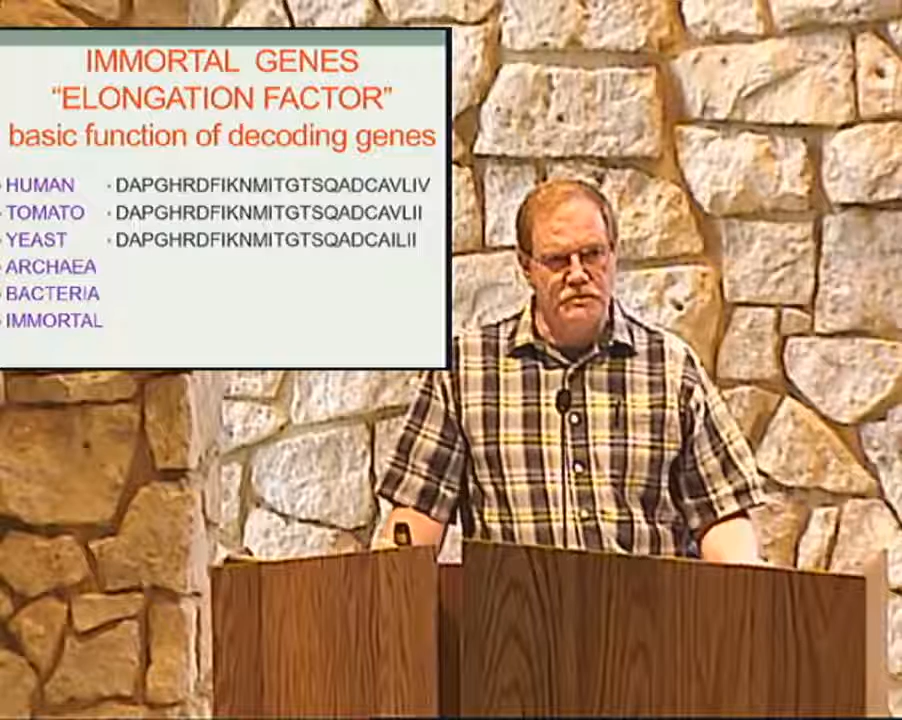 IMMORTAL GENES
“ELONGATION FACTOR”
basic function of decoding genes
HUMAN · DAPGHRDFIKNMITGTSQADCAVLIV
TOMATO · DAPGHRDFIKNMITGTSQADCAVLII
YEAST · DAPGHRDFIKNMITGTSQADCAILII
ARCHAEA
BACTERIA
IMMORTAL